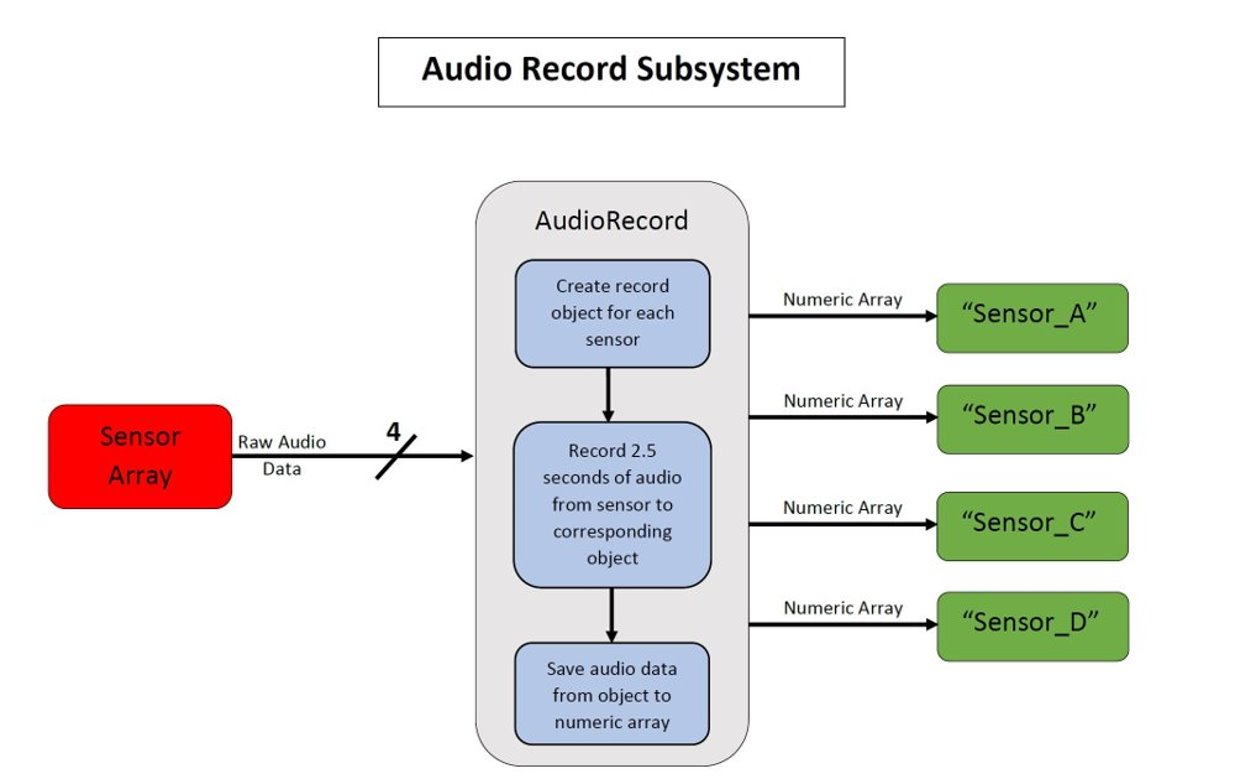 Audio Record Subsystem
AudioRecord
Create record
object for each
sensor
Record 2.5
seconds of audio
from sensor to
corresponding
object
Save audio data
from object to
numeric array
Sensor
Array
Raw Audio
Data
4
Numeric Array
“Sensor_A”
Numeric Array
“Sensor_B”
Numeric Array
“Sensor_C”
Numeric Array
“Sensor_D”